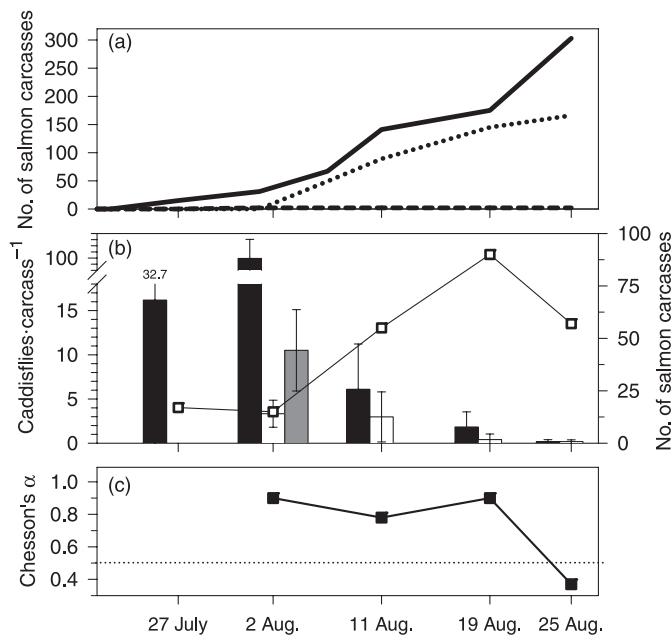 (a)
No. of salmon carcasses
300
250
200
150
100
50
0
(b)
Caddisflies·carcass⁻¹
100
15
10
5
0
32.7
No. of salmon carcasses
100
75
50
25
0
(c)
Chesson's α
1.0
0.8
0.6
0.4
27 July
2 Aug.
11 Aug.
19 Aug.
25 Aug.